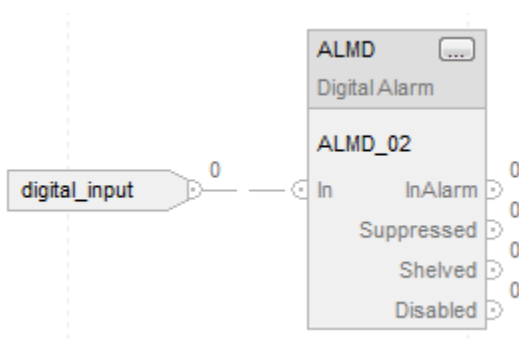 ALMD ...
Digital Alarm
ALMD_02
0
digital_input
In InAlarm 0
Suppressed 0
Shelved 0
Disabled 0